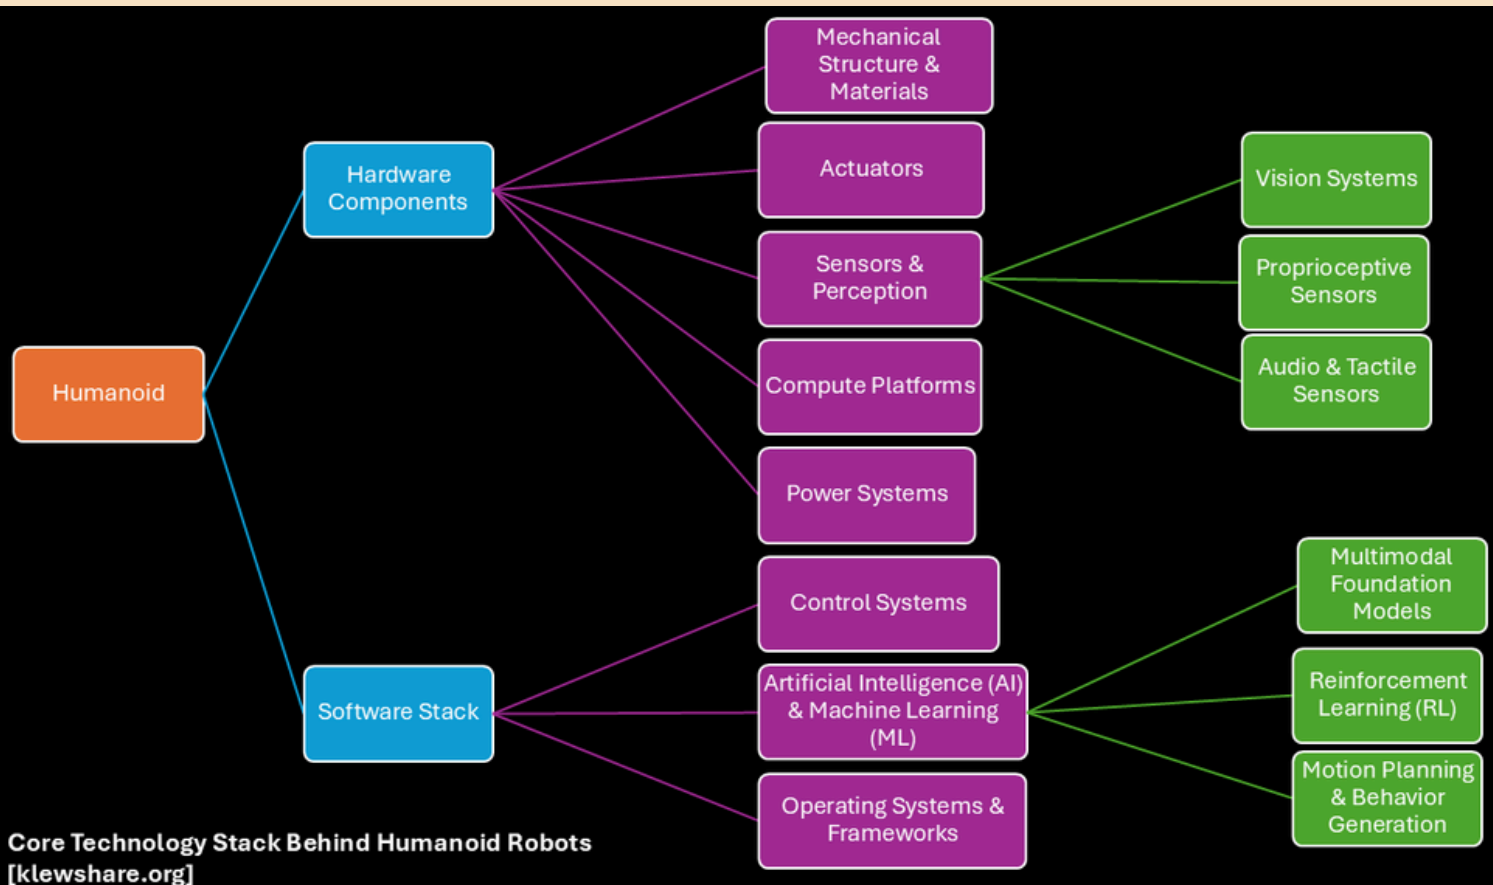 Mechanical
Structure &
Materials
Actuators
Hardware
Components
Sensors &
Perception
Vision Systems
Proprioceptive
Sensors
Audio & Tactile
Sensors
Humanoid
Compute Platforms
Power Systems
Control Systems
Multimodal
Foundation
Models
Software Stack
Artificial Intelligence (AI)
& Machine Learning
(ML)
Reinforcement
Learning (RL)
Motion Planning
& Behavior
Generation
Operating Systems &
Frameworks
Core Technology Stack Behind Humanoid Robots
[klewshare.org]